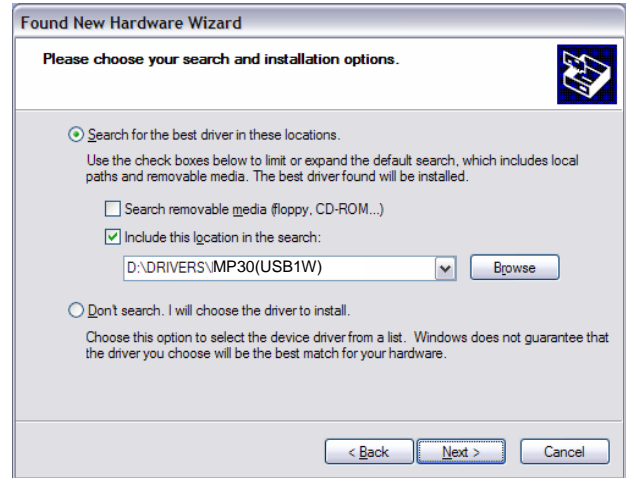 Found New Hardware Wizard
Please choose your search and installation options.
Search for the best driver in these locations.
Use the check boxes below to limit or expand the default search, which includes local
paths and removable media. The best driver found will be installed.
Search removable media (floppy, CD-ROM...)
Include this location in the search:
D:\DRIVERS\MP30(USB1W)
Browse
Don't search. I will choose the driver to install.
Choose this option to select the device driver from a list. Windows does not guarantee that
the driver you choose will be the best match for your hardware.
< Back Next > Cancel